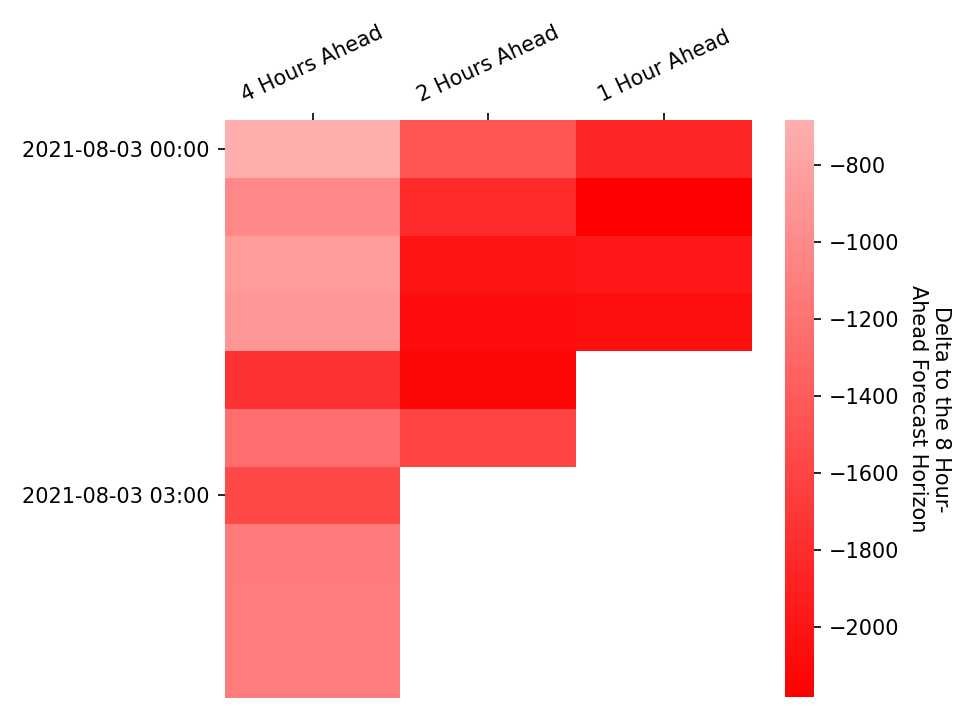 4 Hours Ahead
2 Hours Ahead
1 Hour Ahead
2021-08-03 00:00
2021-08-03 03:00
−800
−1000
−1200
−1400
−1600
−1800
−2000
Delta to the 8 Hour-
Ahead Forecast Horizon